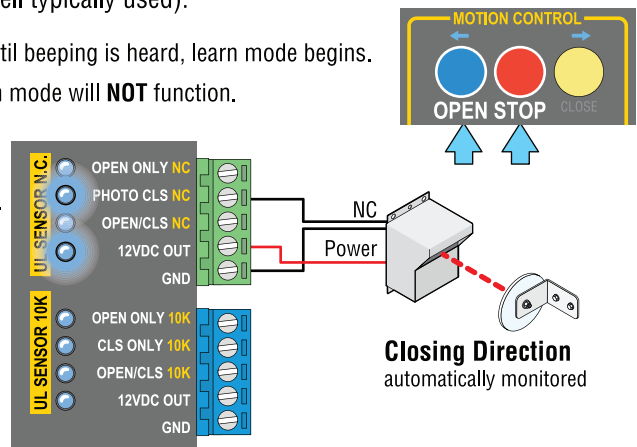 typically used).
MOTION CONTROL
til beeping is heard, learn mode begins.
mode will NOT function.
OPEN STOP CLOSE
UL SENSOR N.C.
OPEN ONLY NC
PHOTO CLS NC
OPEN/CLS NC
12VDC OUT
GND
NC
Power
UL SENSOR 10K
OPEN ONLY 10K
CLS ONLY 10K
OPEN/CLS 10K
12VDC OUT
GND
Closing Direction
automatically monitored